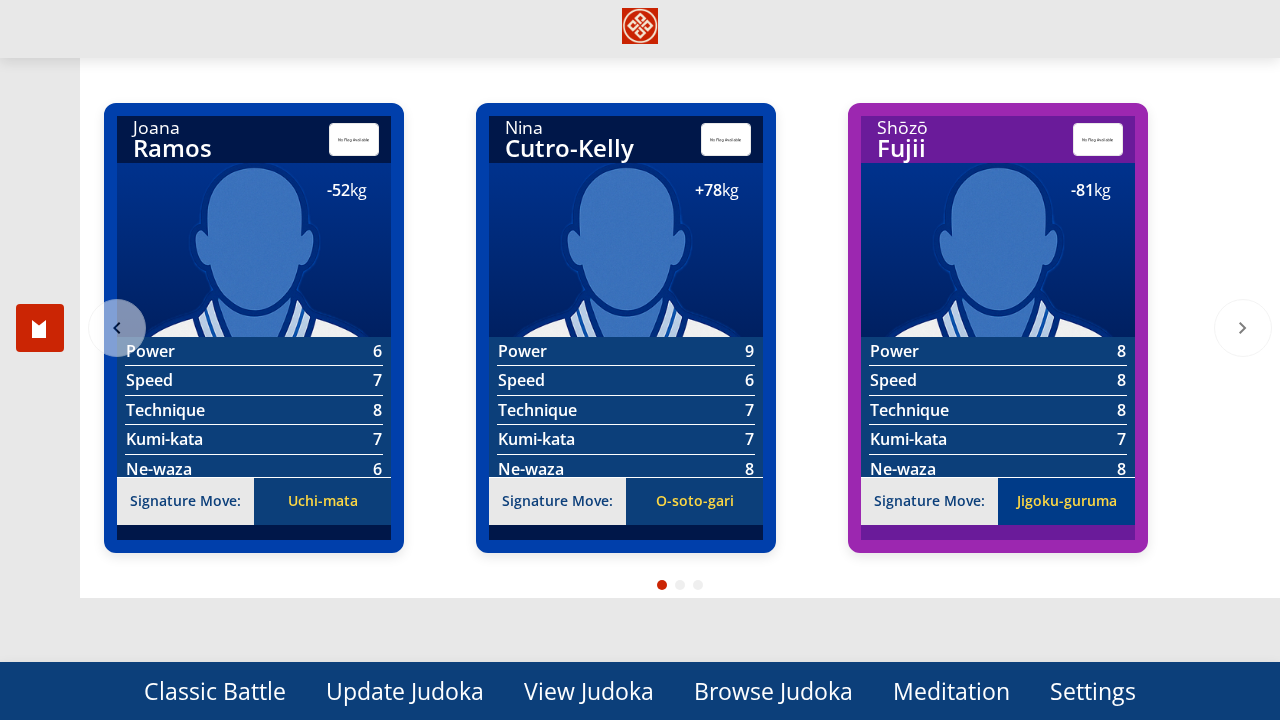 Joana
Ramos
No Flag Available
-52kg
Power 6
Speed 7
Technique 8
Kumi-kata 7
Ne-waza 6
Signature Move: Uchi-mata
Nina
Cutro-Kelly
No Flag Available
+78kg
Power 9
Speed 6
Technique 7
Kumi-kata 7
Ne-waza 8
Signature Move: O-soto-gari
Shōzō
Fujii
No Flag Available
-81kg
Power 8
Speed 8
Technique 8
Kumi-kata 7
Ne-waza 8
Signature Move: Jigoku-guruma
Classic Battle Update Judoka View Judoka Browse Judoka Meditation Settings